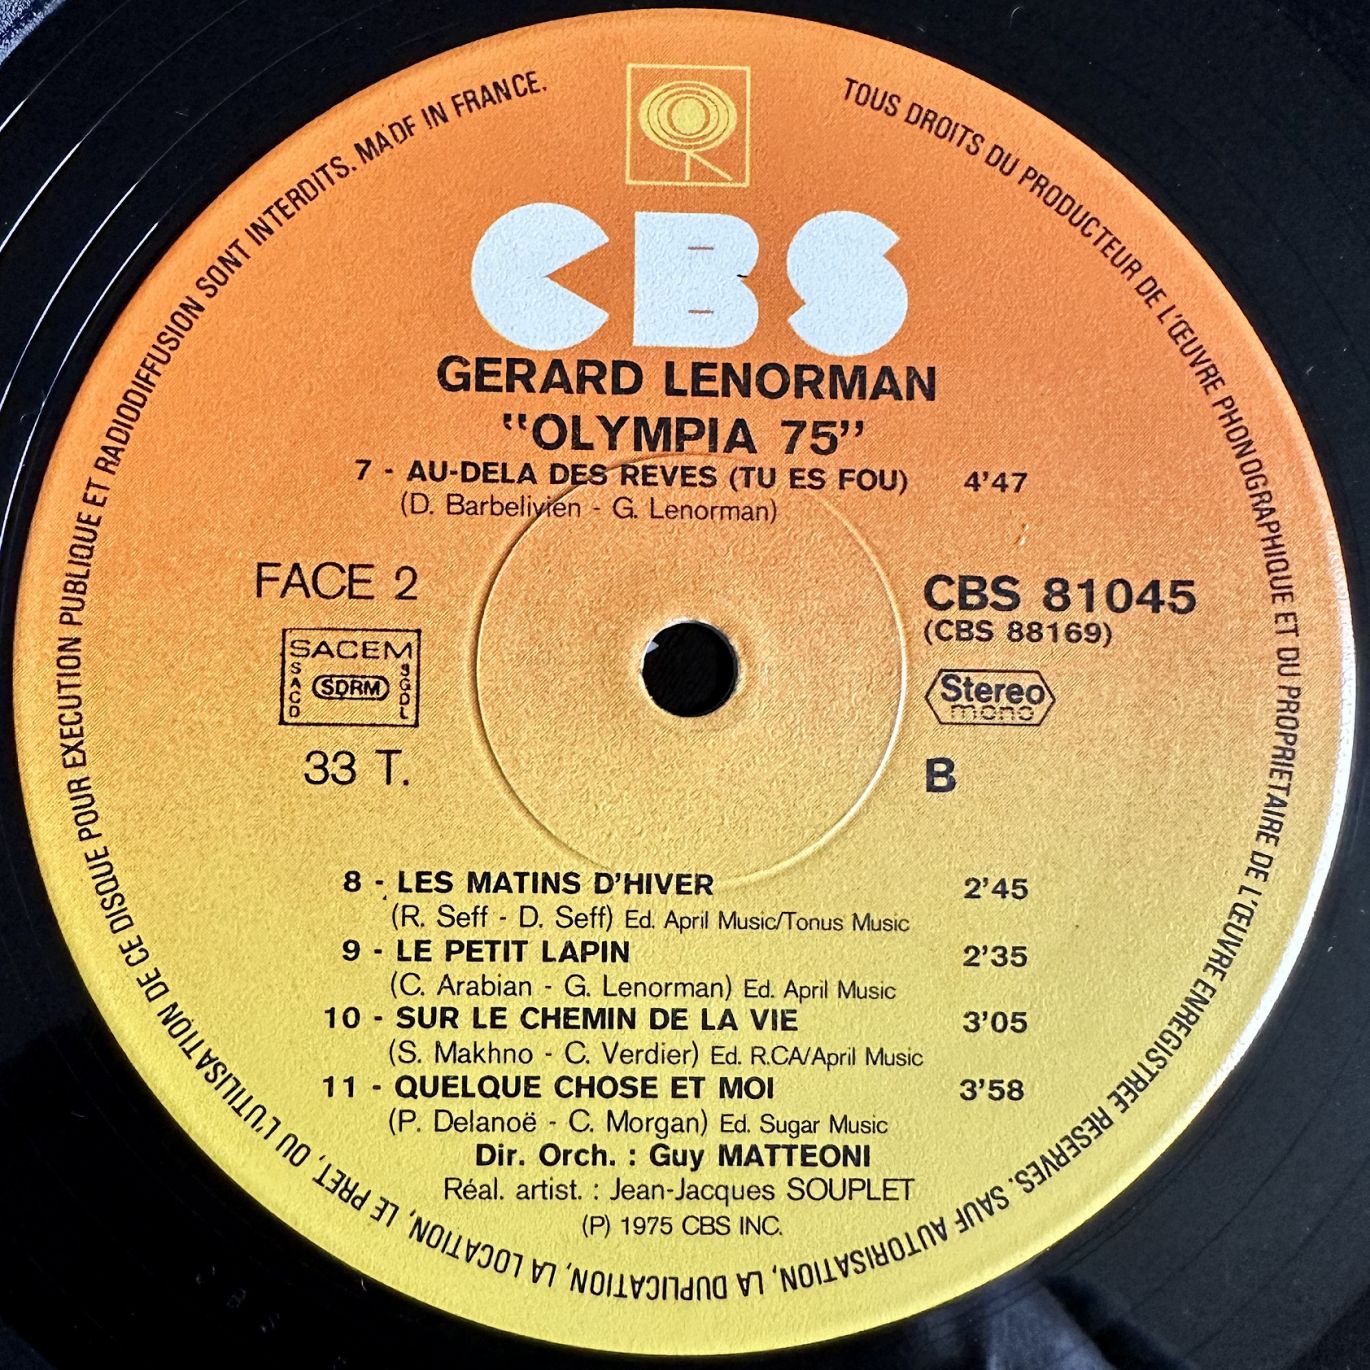 TOUS DROITS DU PRODUCTEUR DE L'ŒUVRE PHONOGRAPHIQUE ET DU PROPRIETAIRE DE L'ŒUVRE ENREGISTREE RESERVES. SAUF AUTORISATION, LA DUPLICATION, LA LOCATION, LE PRET, OU L'UTILISATION DE CE DISQUE POUR EXECUTION PUBLIQUE ET RADIODIFFUSION SONT INTERDITS. MADE IN FRANCE.
CBS
GERARD LENORMAN
"OLYMPIA 75"
7 - AU-DELA DES REVES (TU ES FOU) 4'47
(D. Barbelivien - G. Lenorman)
FACE 2
CBS 81045
(CBS 88169)
SACEM
SACD
SDRM
SGDL
Stereo
mono
33 T.
B
8 - LES MATINS D'HIVER 2'45
(R. Seff - D. Seff) Ed. April Music/Tonus Music
9 - LE PETIT LAPIN 2'35
(C. Arabian - G. Lenorman) Ed. April Music
10 - SUR LE CHEMIN DE LA VIE 3'05
(S. Makhno - C. Verdier) Ed. R.CA/April Music
11 - QUELQUE CHOSE ET MOI 3'58
(P. Delanoë - C. Morgan) Ed. Sugar Music
Dir. Orch. : Guy MATTEONI
Réal. artist. : Jean-Jacques SOUPLET
(P) 1975 CBS INC.